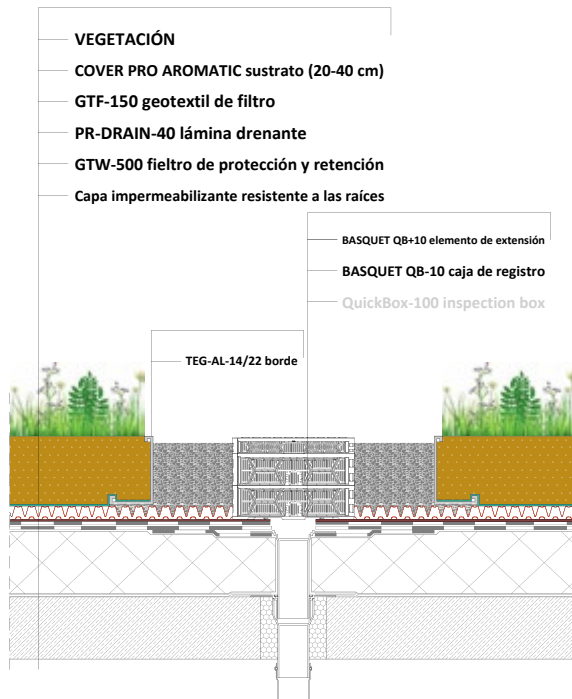 VEGETACIÓN
COVER PRO AROMATIC sustrato (20-40 cm)
GTF-150 geotextil de filtro
PR-DRAIN-40 lámina drenante
GTW-500 fieltro de protección y retención
Capa impermeabilizante resistente a las raíces
BASQUET QB+10 elemento de extensión
BASQUET QB-10 caja de registro
QuickBox-100 inspection box
TEG-AL-14/22 borde